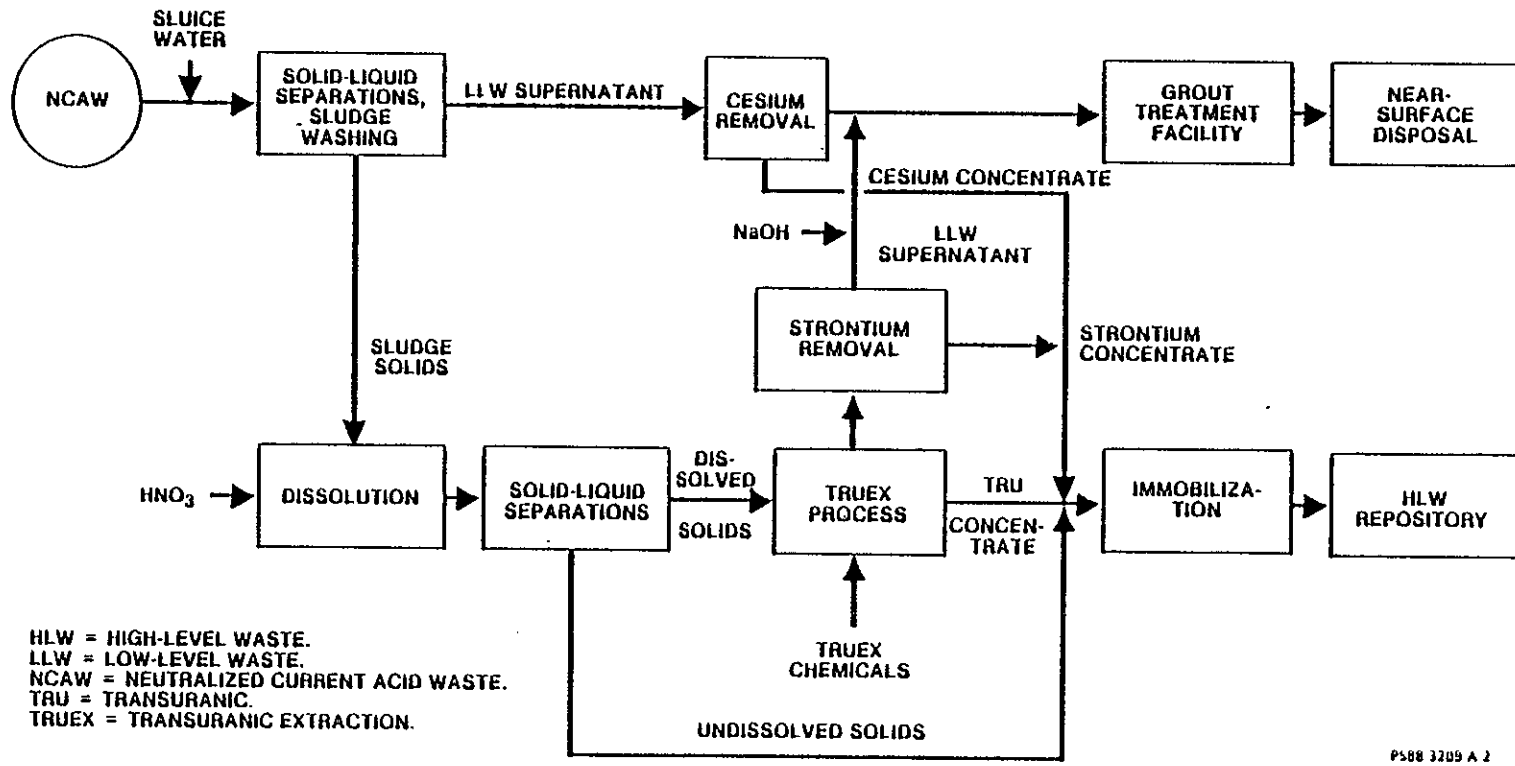 SLUICE
WATER
NCAW
SOLID-LIQUID
SEPARATIONS,
SLUDGE
WASHING
LLW SUPERNATANT
CESIUM
REMOVAL
GROUT
TREATMENT
FACILITY
NEAR-
SURFACE
DISPOSAL
CESIUM CONCENTRATE
NaOH
LLW
SUPERNATANT
STRONTIUM
REMOVAL
STRONTIUM
CONCENTRATE
SLUDGE
SOLIDS
HNO₃
DISSOLUTION
SOLID-LIQUID
SEPARATIONS
DIS-
SOLVED
SOLIDS
TRUEX
PROCESS
TRU
CONCEN-
TRATE
IMMOBILIZA-
TION
HLW
REPOSITORY
TRUEX
CHEMICALS
UNDISSOLVED SOLIDS
HLW = HIGH-LEVEL WASTE.
LLW = LOW-LEVEL WASTE.
NCAW = NEUTRALIZED CURRENT ACID WASTE.
TRU = TRANSURANIC.
TRUEX = TRANSURANIC EXTRACTION.
PS88 3209 A 2